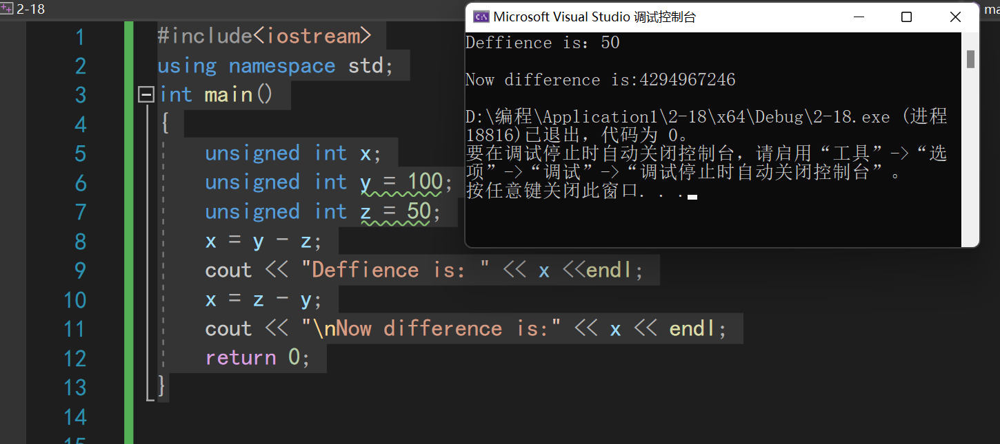 2-18
1 #include<iostream>
2 using namespace std;
3 int main()
4 {
5 unsigned int x;
6 unsigned int y = 100;
7 unsigned int z = 50;
8 x = y - z;
9 cout << "Deffience is: " << x <<endl;
10 x = z - y;
11 cout << "\nNow difference is:" << x << endl;
12 return 0;
13 }
14
15
Microsoft Visual Studio 调试控制台
Deffience is: 50
Now difference is:4294967246
D:\编程\Application1\2-18\x64\Debug\2-18.exe (进程
18816)已退出，代码为 0。
要在调试停止时自动关闭控制台，请启用“工具”->“选
项”->“调试”->“调试停止时自动关闭控制台”。
按任意键关闭此窗口. . .